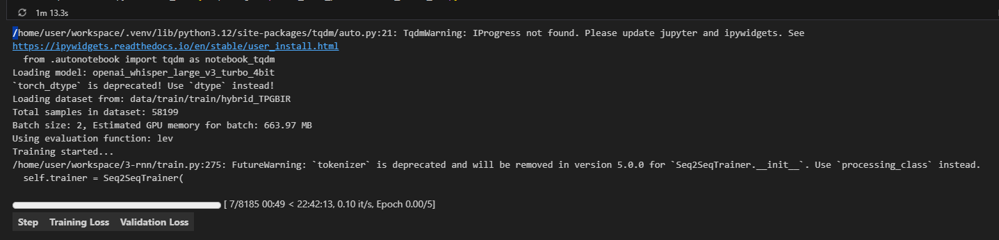 1m 13.3s
/home/user/workspace/.venv/lib/python3.12/site-packages/tqdm/auto.py:21: TqdmWarning: IProgress not found. Please update jupyter and ipywidgets. See
https://ipywidgets.readthedocs.io/en/stable/user_install.html
from .autonotebook import tqdm as notebook_tqdm
Loading model: openai_whisper_large_v3_turbo_4bit
`torch_dtype` is deprecated! Use `dtype` instead!
Loading dataset from: data/train/train/hybrid_TPGBIR
Total samples in dataset: 58199
Batch size: 2, Estimated GPU memory for batch: 663.97 MB
Using evaluation function: lev
Training started...
/home/user/workspace/3-rnn/train.py:275: FutureWarning: `tokenizer` is deprecated and will be removed in version 5.0.0 for `Seq2SeqTrainer.__init__`. Use `processing_class` instead.
self.trainer = Seq2SeqTrainer(
[ 7/8185 00:49 < 22:42:13, 0.10 it/s, Epoch 0.00/5]
Step Training Loss Validation Loss